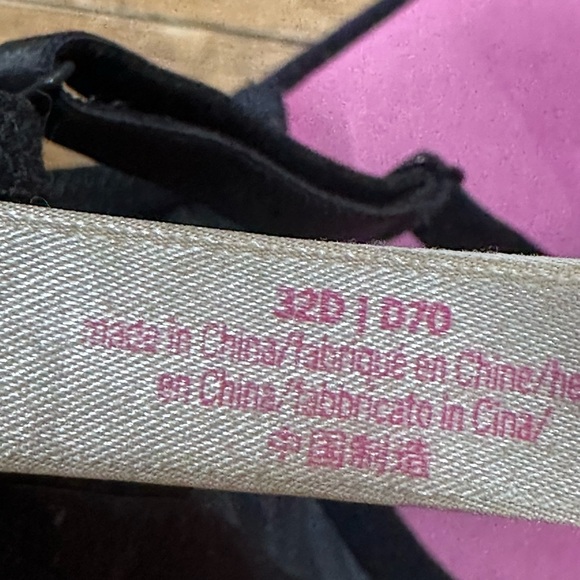 32D | D70
made in China/fabriqué en Chine/he
en China/fabbricato in Cina/
中国制造